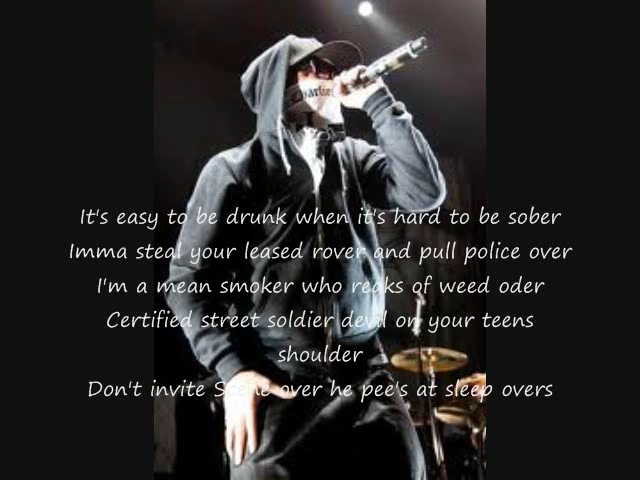 Charlie
It's easy to be drunk when it's hard to be sober
Imma steal your leased rover and pull police over
I'm a mean smoker who reaks of weed oder
Certified street soldier devil on your teens
shoulder
Don't invite Scene over he pee's at sleep overs